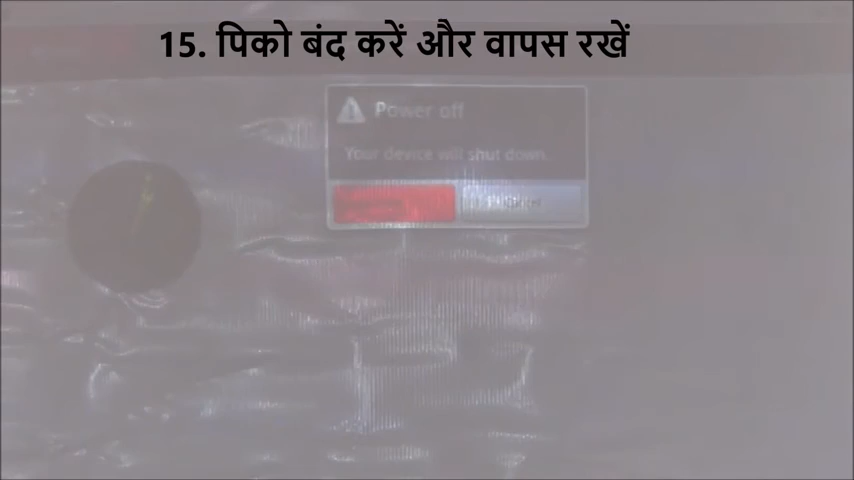 15. पिको बंद करें और वापस रखें
Power off
Your device will shut down.